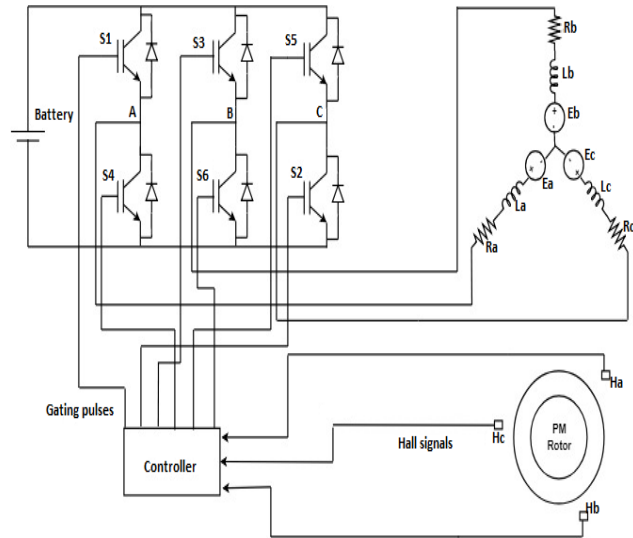 S1
S3
S5
Rb
Lb
Battery
A
B
C
Eb
Ec
S4
S6
S2
Ea
Lc
La
Ra
Rc
Ha
Gating pulses
Hall signals
Hc
PM
Rotor
Controller
Hb